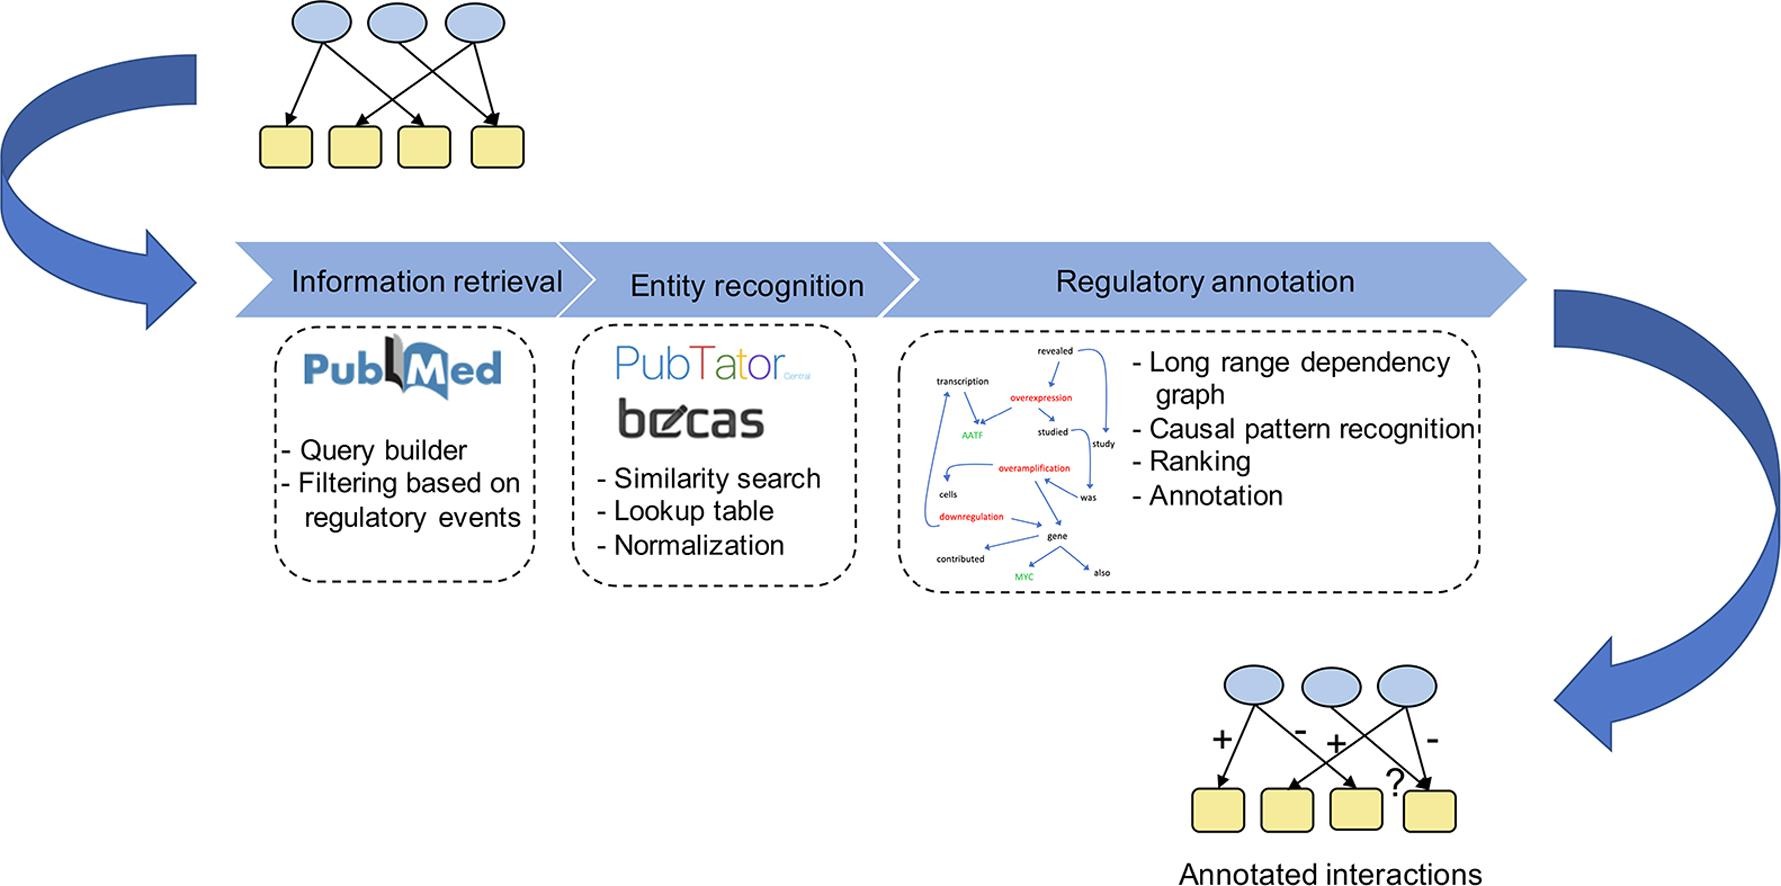 Information retrieval
Entity recognition
Regulatory annotation
PubMed
- Query builder
- Filtering based on
regulatory events
PubTator Central
becas
- Similarity search
- Lookup table
- Normalization
revealed
transcription
overexpression
AATF
studied
study
overamplification
cells
was
downregulation
gene
contributed
MYC
also
- Long range dependency
graph
- Causal pattern recognition
- Ranking
- Annotation
+
-
+
-
?
Annotated interactions